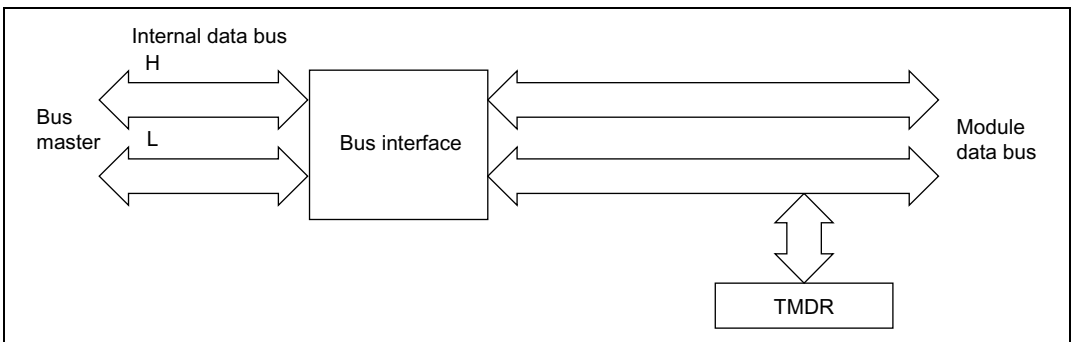 Internal data bus
H
Bus
master
L
Bus interface
Module
data bus
TMDR